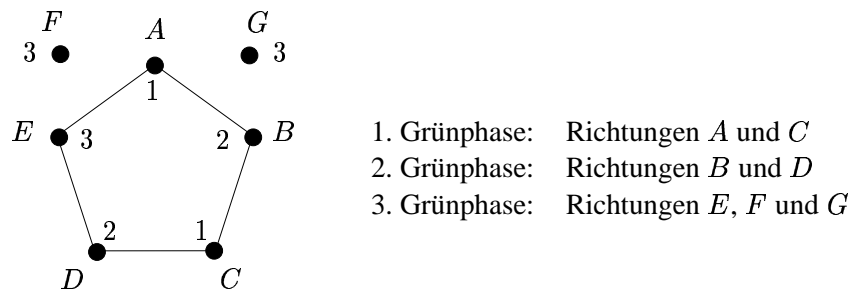 F
G
A
3
3
1
E
3
2
B
1. Grünphase: Richtungen A und C
2. Grünphase: Richtungen B und D
3. Grünphase: Richtungen E, F und G
2
1
D
C